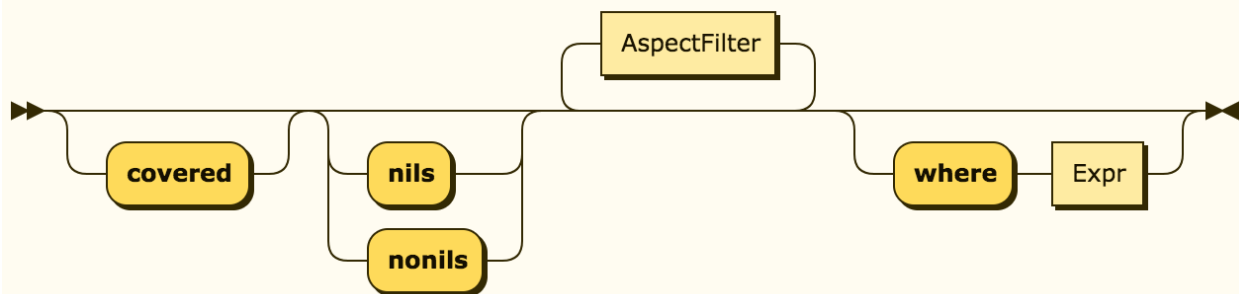 AspectFilter
covered
nils
where
Expr
nonils